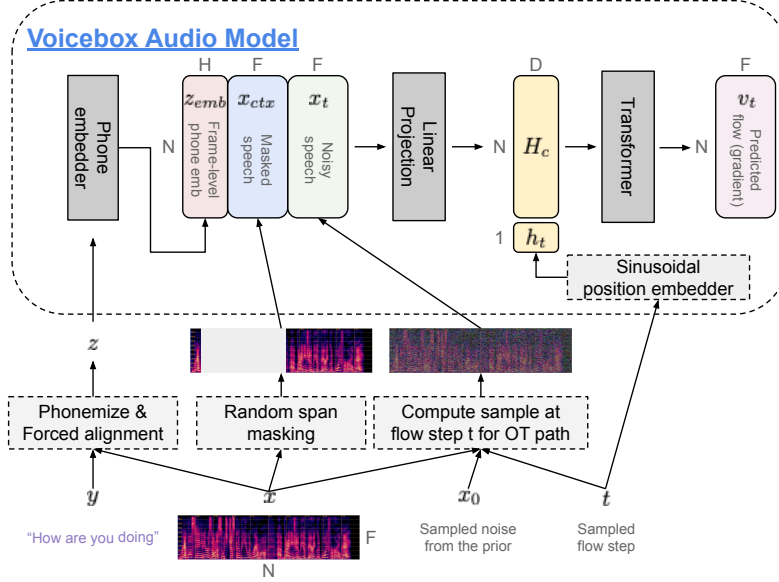 Voicebox Audio Model
H
F
F
D
F
Phone
embedder
N
z_emb
Frame-level
phone emb
x_ctx
Masked
speech
x_t
Noisy
speech
Linear
Projection
N
H_c
Transformer
N
v_t
Predicted
flow (gradient)
1
h_t
Sinusoidal
position embedder
z
Phonemize &
Forced alignment
Random span
masking
Compute sample at
flow step t for OT path
y
x
x_0
t
“How are you doing”
F
N
Sampled noise
from the prior
Sampled
flow step